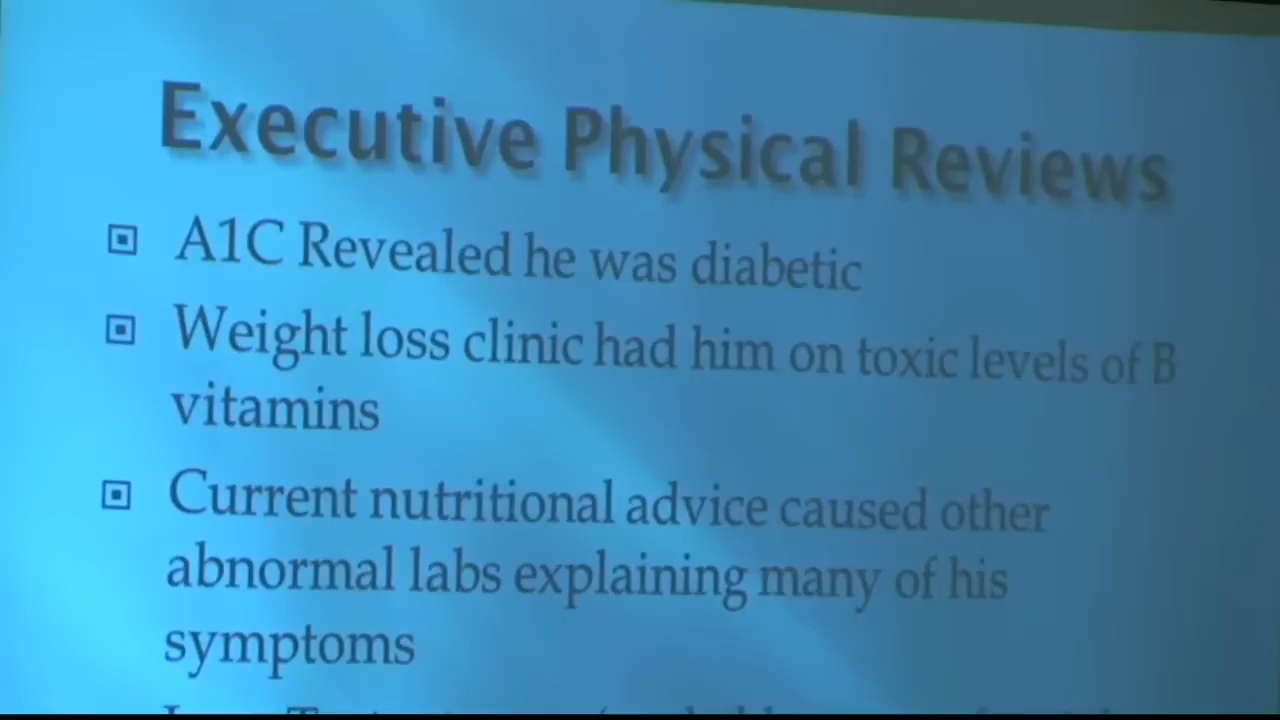 Executive Physical Reviews
A1C Revealed he was diabetic
Weight loss clinic had him on toxic levels of B
vitamins
Current nutritional advice caused other
abnormal labs explaining many of his
symptoms